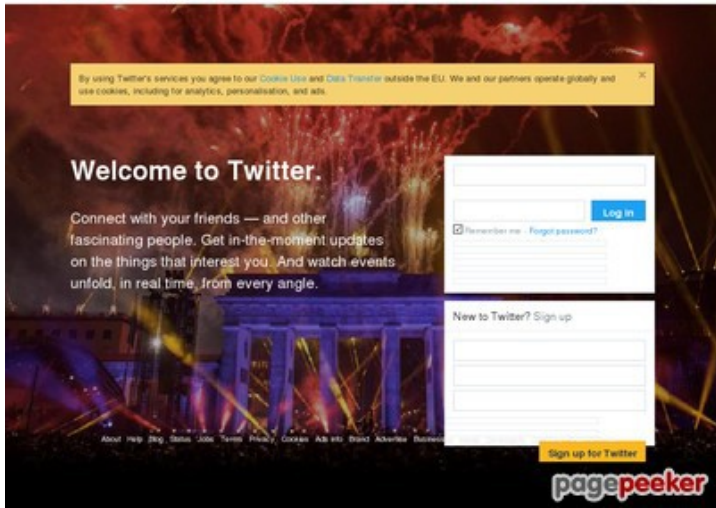 By using Twitter's services you agree to our Cookie Use and Data Transfer outside the EU. We and our partners operate globally and
use cookies, including for analytics, personalisation, and ads.
×
Welcome to Twitter.
Connect with your friends — and other
fascinating people. Get in-the-moment updates
on the things that interest you. And watch events
unfold, in real time, from every angle.
Log in
Remember me · Forgot password?
New to Twitter? Sign up
About Help Blog Status Jobs Terms Privacy Cookies Ads info Brand Advertise Business
Sign up for Twitter
pagepeeker